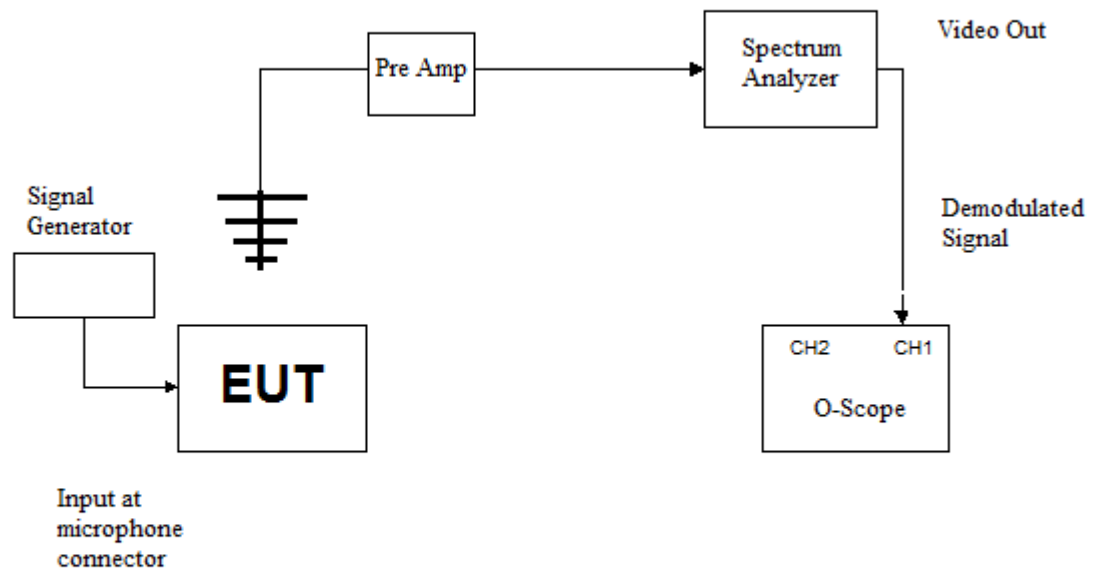 Video Out
Pre Amp
Spectrum
Analyzer
Signal
Generator
Demodulated
Signal
EUT
CH2
CH1
O-Scope
Input at
microphone
connector